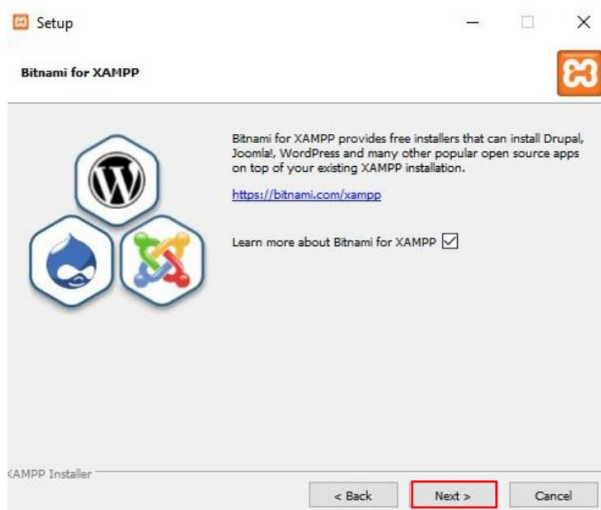 Setup
Bitnami for XAMPP
Bitnami for XAMPP provides free installers that can install Drupal,
Joomla!, WordPress and many other popular open source apps
on top of your existing XAMPP installation.
https://bitnami.com/xampp
Learn more about Bitnami for XAMPP
XAMPP Installer
< Back
Next >
Cancel